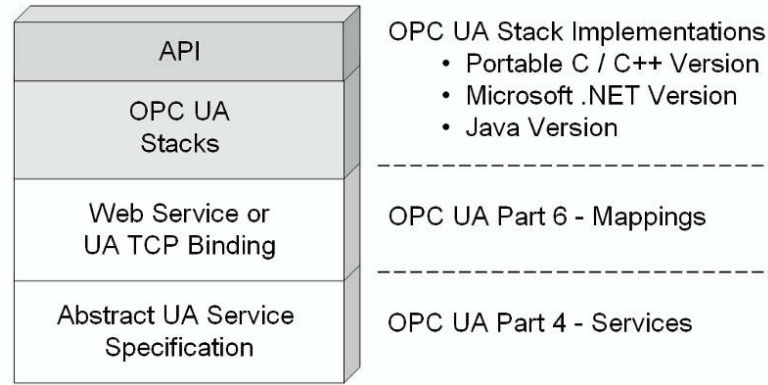 API
OPC UA
Stacks
Web Service or
UA TCP Binding
Abstract UA Service
Specification
OPC UA Stack Implementations
• Portable C / C++ Version
• Microsoft .NET Version
• Java Version
OPC UA Part 6 - Mappings
OPC UA Part 4 - Services